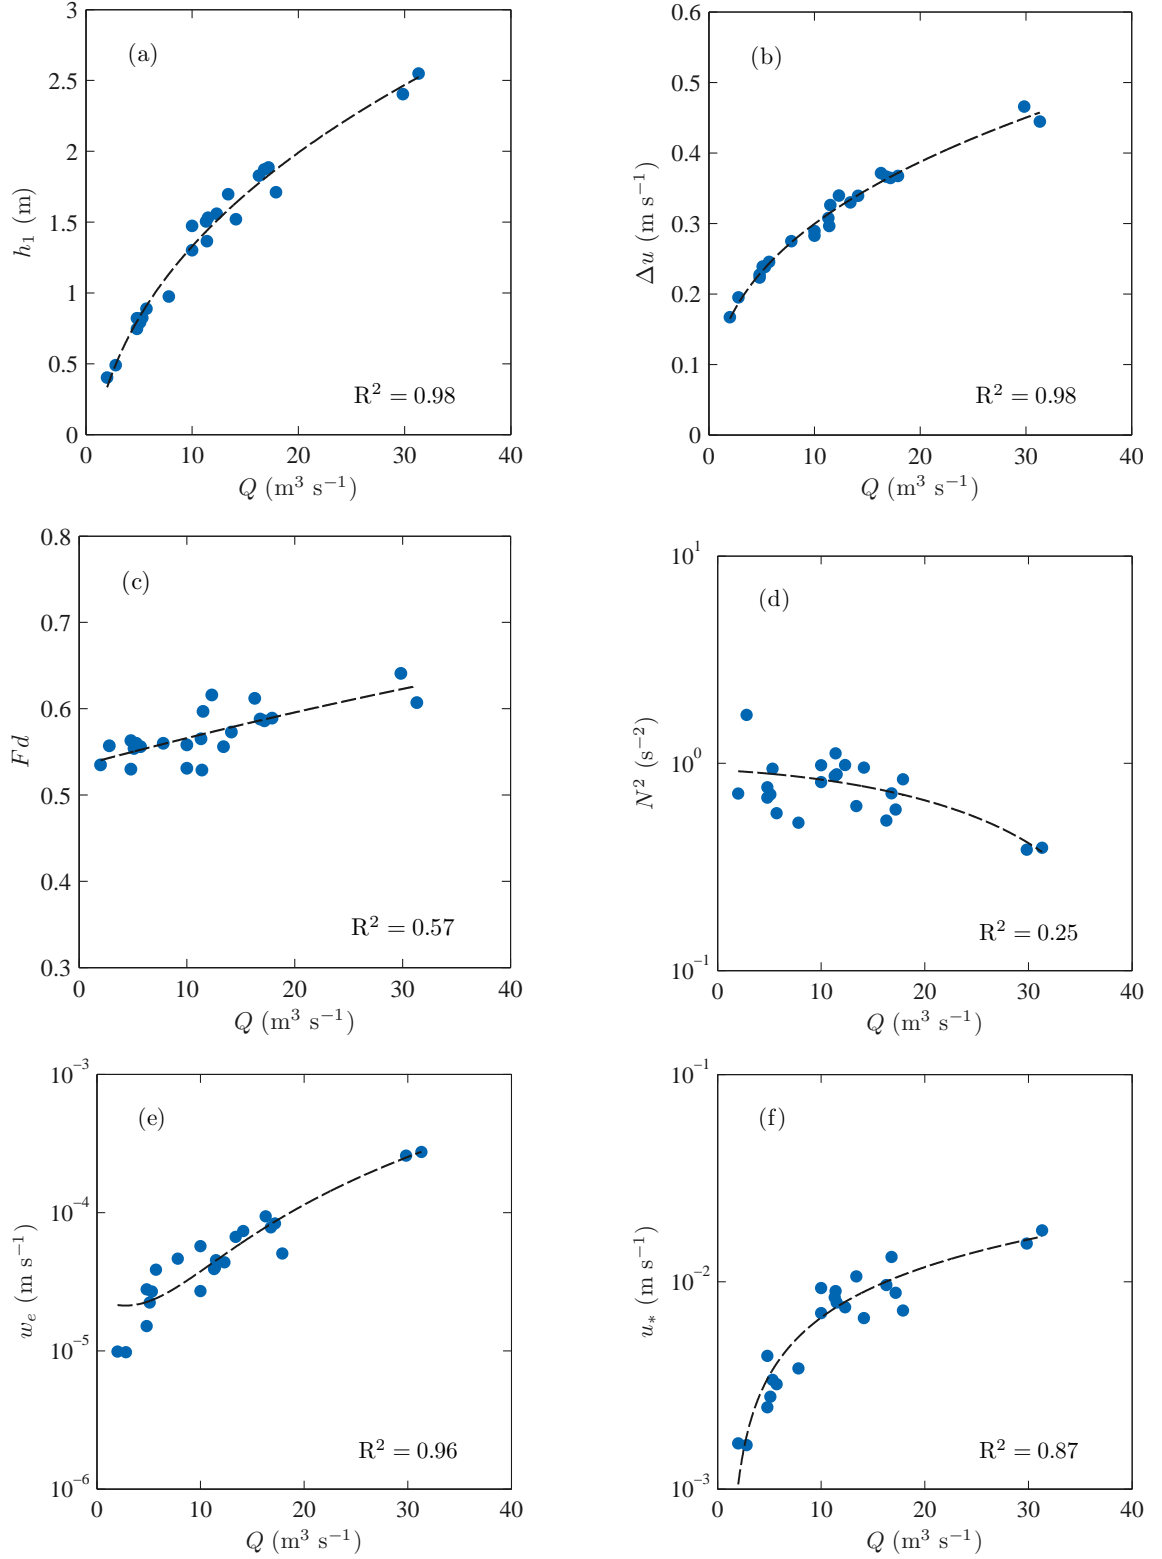 (a)
h₁ (m)
3
2.5
2
1.5
1
0.5
0
R² = 0.98
0 10 20 30 40
Q (m³ s⁻¹)
(b)
Δu (m s⁻¹)
0.6
0.5
0.4
0.3
0.2
0.1
0
R² = 0.98
0 10 20 30 40
Q (m³ s⁻¹)
(c)
Fd
0.8
0.7
0.6
0.5
0.4
0.3
R² = 0.57
0 10 20 30 40
Q (m³ s⁻¹)
(d)
N² (s⁻²)
10¹
10⁰
10⁻¹
R² = 0.25
0 10 20 30 40
Q (m³ s⁻¹)
(e)
wₑ (m s⁻¹)
10⁻³
10⁻⁴
10⁻⁵
10⁻⁶
R² = 0.96
0 10 20 30 40
Q (m³ s⁻¹)
(f)
u* (m s⁻¹)
10⁻¹
10⁻²
10⁻³
R² = 0.87
0 10 20 30 40
Q (m³ s⁻¹)